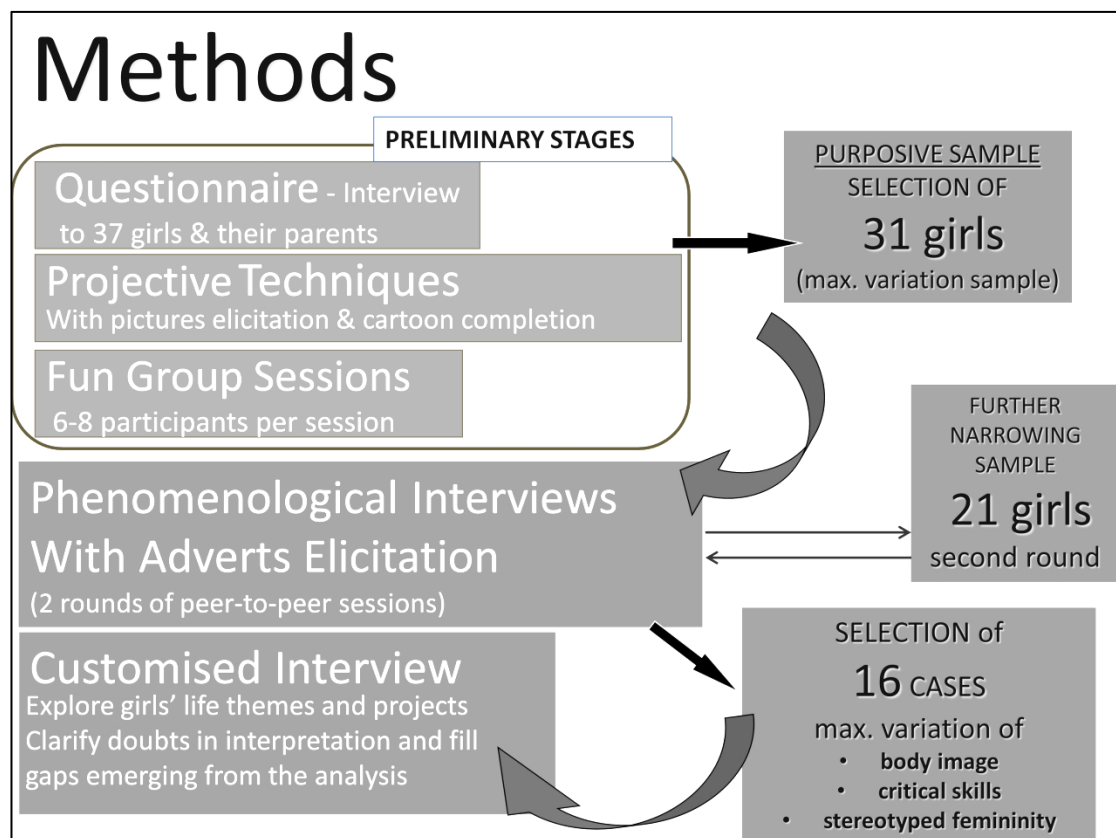 Methods
PRELIMINARY STAGES
Questionnaire - Interview
to 37 girls & their parents
Projective Techniques
With pictures elicitation & cartoon completion
Fun Group Sessions
6-8 participants per session
PURPOSIVE SAMPLE
SELECTION OF
31 girls
(max. variation sample)
Phenomenological Interviews
With Adverts Elicitation
(2 rounds of peer-to-peer sessions)
FURTHER
NARROWING
SAMPLE
21 girls
second round
Customised Interview
Explore girls’ life themes and projects
Clarify doubts in interpretation and fill
gaps emerging from the analysis
SELECTION of
16 CASES
max. variation of
• body image
• critical skills
• stereotyped femininity